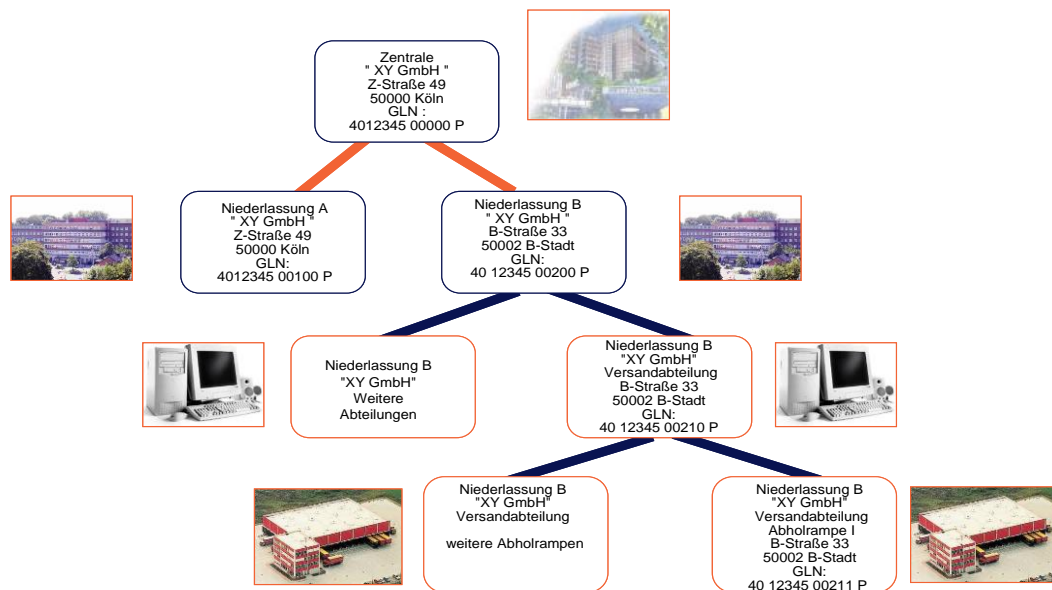 Zentrale
" XY GmbH "
Z-Straße 49
50000 Köln
GLN :
4012345 00000 P
Niederlassung A
" XY GmbH "
Z-Straße 49
50000 Köln
GLN:
4012345 00100 P
Niederlassung B
" XY GmbH "
B-Straße 33
50002 B-Stadt
GLN:
40 12345 00200 P
Niederlassung B
"XY GmbH"
Weitere
Abteilungen
Niederlassung B
"XY GmbH"
Versandabteilung
B-Straße 33
50002 B-Stadt
GLN:
40 12345 00210 P
Niederlassung B
"XY GmbH"
Versandabteilung
weitere Abholrampen
Niederlassung B
"XY GmbH"
Versandabteilung
Abholrampe I
B-Straße 33
50002 B-Stadt
GLN:
40 12345 00211 P